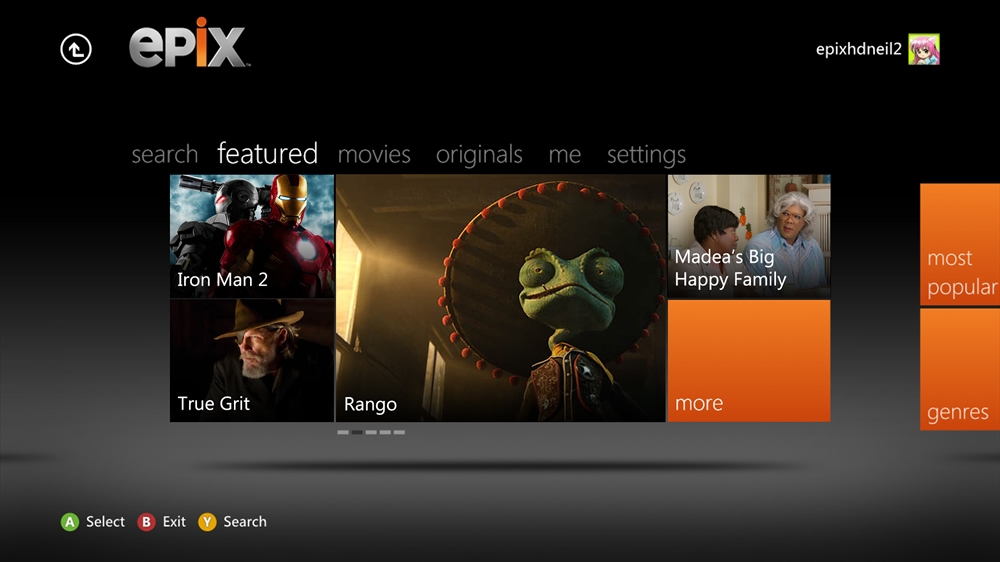 epix
epixhdneil2
search featured movies originals me settings
Iron Man 2
True Grit
Rango
Madea's Big
Happy Family
more
most
popular
genres
A Select B Exit Y Search